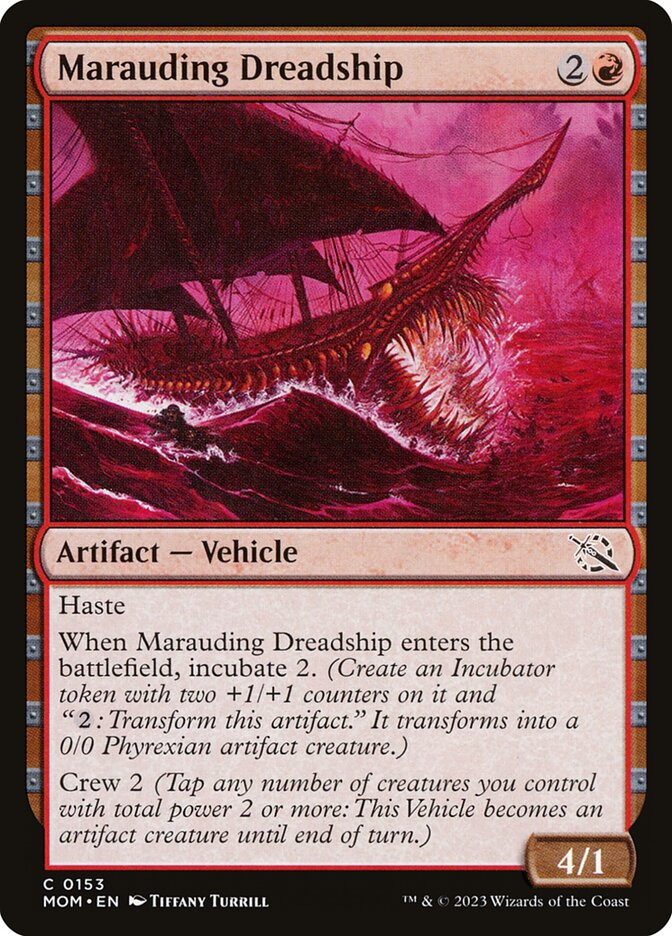 Marauding Dreadship 2
Artifact — Vehicle
Haste
When Marauding Dreadship enters the
battlefield, incubate 2. (Create an Incubator
token with two +1/+1 counters on it and
“2: Transform this artifact.” It transforms into a
0/0 Phyrexian artifact creature.)
Crew 2 (Tap any number of creatures you control
with total power 2 or more: This Vehicle becomes an
artifact creature until end of turn.)
4/1
C 0153
MOM • EN Tiffany Turrill ™ & © 2023 Wizards of the Coast